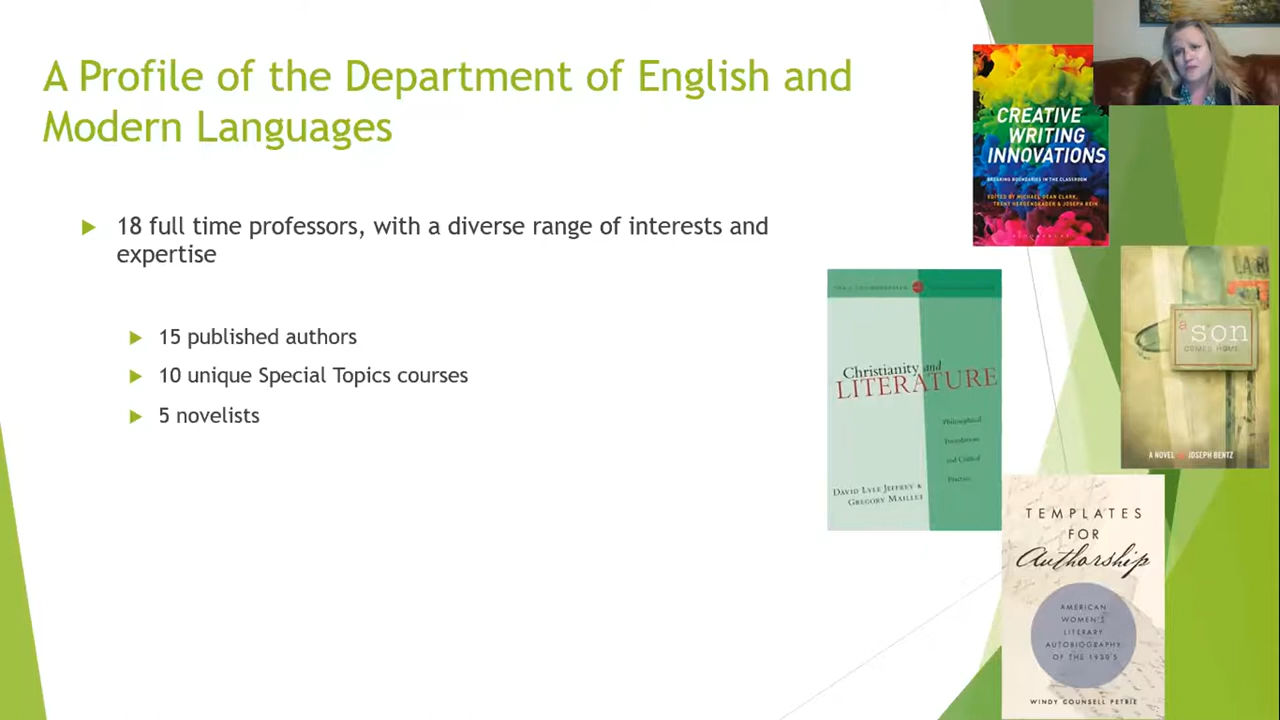 A Profile of the Department of English and
Modern Languages
18 full time professors, with a diverse range of interests and
expertise
15 published authors
10 unique Special Topics courses
5 novelists
CREATIVE
WRITING
INNOVATIONS
BREAKING BOUNDARIES IN THE CLASSROOM
EDITED BY MICHAEL DEAN CLARK,
TRENT HERGENRADER & JOSEPH REIN
BLOOMSBURY
Christianity and
LITERATURE
Philosophical
Foundations
and Critical
Practice
DAVID LYLE JEFFREY &
GREGORY MAILLET
a son
COMES HOME
A NOVEL JOSEPH BENTZ
TEMPLATES
FOR
Authorship
AMERICAN
WOMEN'S
LITERARY
AUTOBIOGRAPHY
OF THE 1930'S
WINDY COUNSELL PETRIE